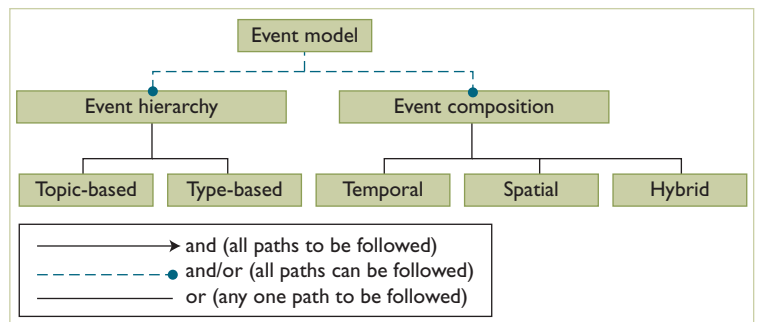 Event model
Event hierarchy
Event composition
Topic-based
Type-based
Temporal
Spatial
Hybrid
and (all paths to be followed)
and/or (all paths can be followed)
or (any one path to be followed)